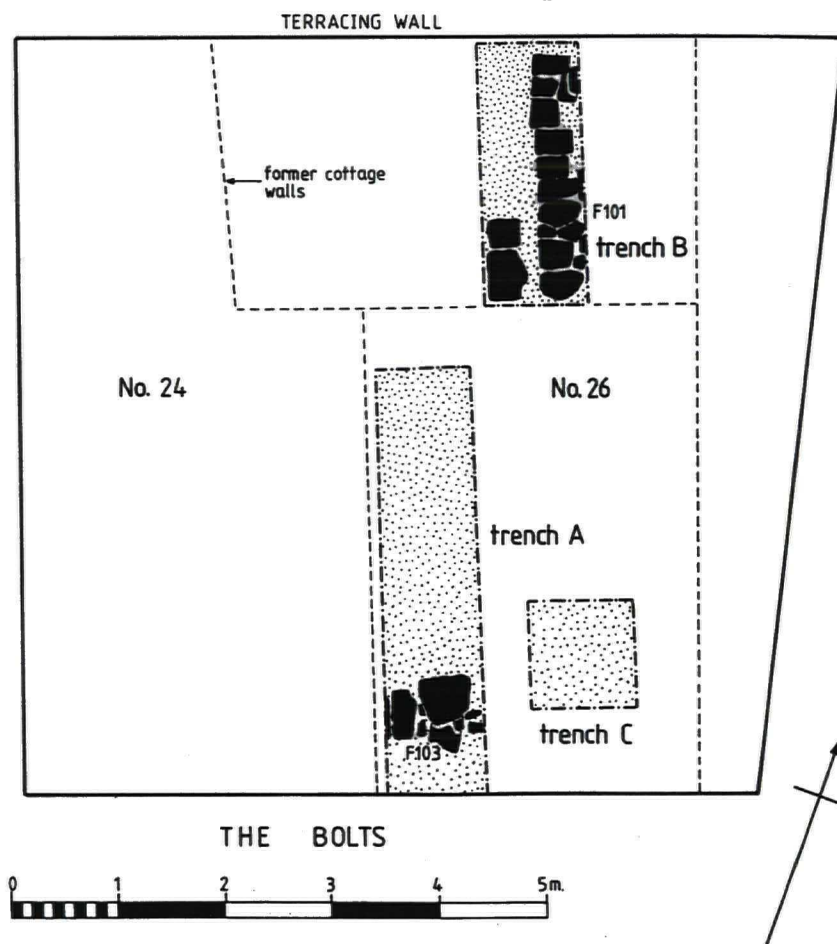 TERRACING WALL
former cottage
walls
F101
trench B
No. 24
No. 26
trench A
F103
trench C
THE BOLTS
0 1 2 3 4 5m.